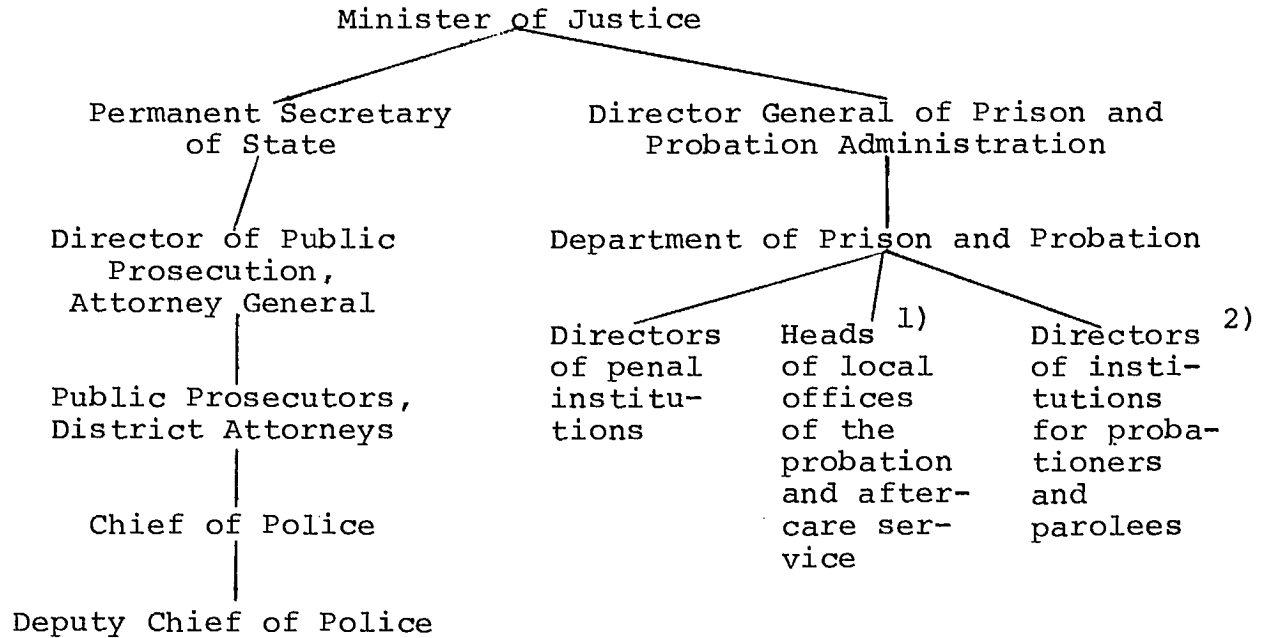 Minister of Justice
Permanent Secretary
of State
Director General of Prison and
Probation Administration
Director of Public
Prosecution,
Attorney General
Department of Prison and Probation
Public Prosecutors,
District Attorneys
Chief of Police
Deputy Chief of Police
Directors
of penal
institu-
tions
Heads 1)
of local
offices
of the
probation
and after-
care ser-
vice
Directors 2)
of insti-
tutions
for proba-
tioners
and
parolees